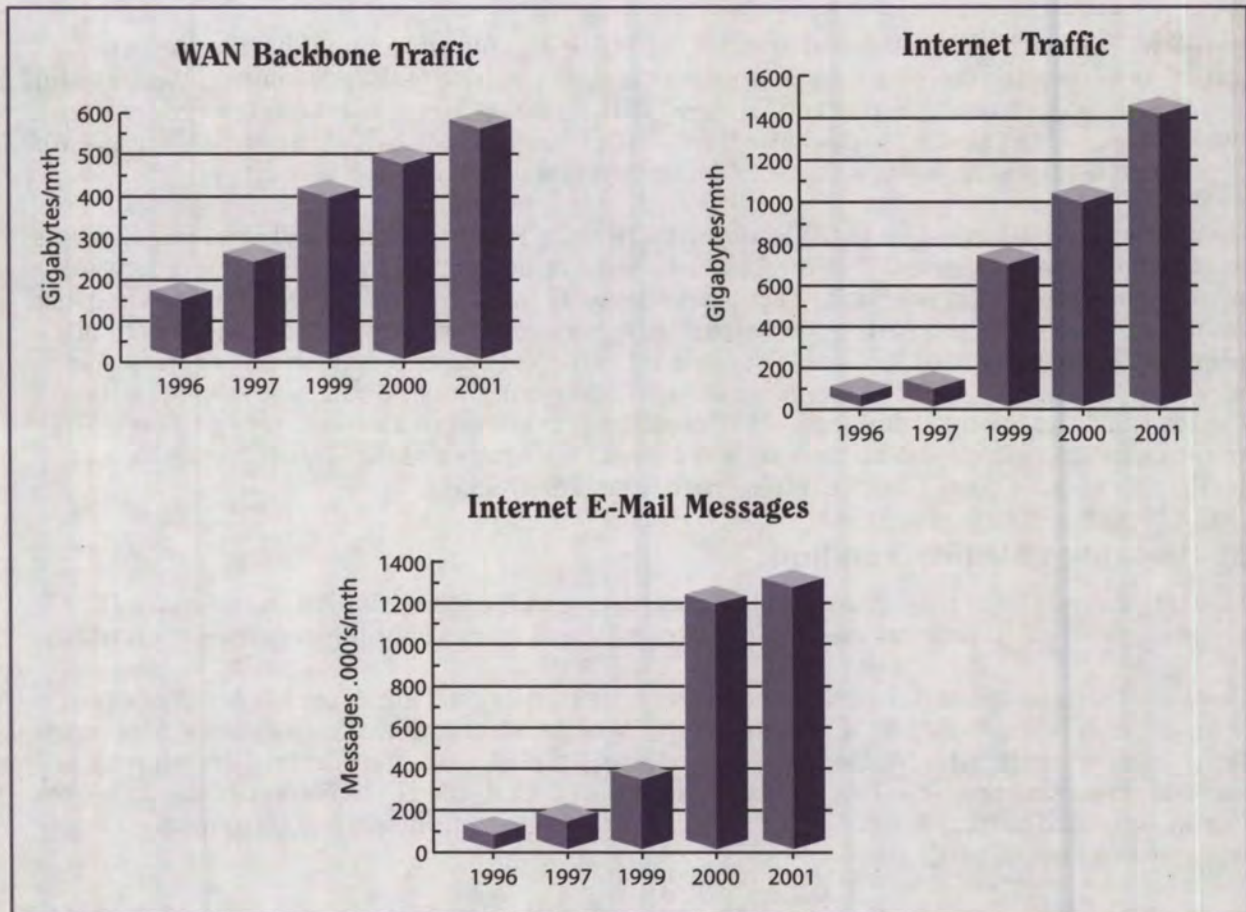 WAN Backbone Traffic
Gigabytes/mth
600
500
400
300
200
100
0
1996 1997 1999 2000 2001
Internet Traffic
Gigabytes/mth
1600
1400
1200
1000
800
600
400
200
0
1996 1997 1999 2000 2001
Internet E-Mail Messages
Messages .000's/mth
1400
1200
1000
800
600
400
200
0
1996 1997 1999 2000 2001